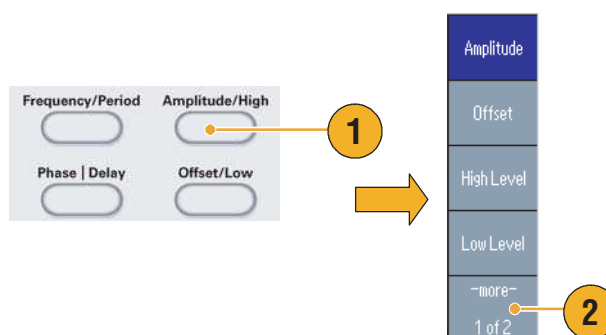 Frequency/Period
Amplitude/High
1
Phase | Delay
Offset/Low
Amplitude
Offset
High Level
Low Level
-more-
1 of 2
2